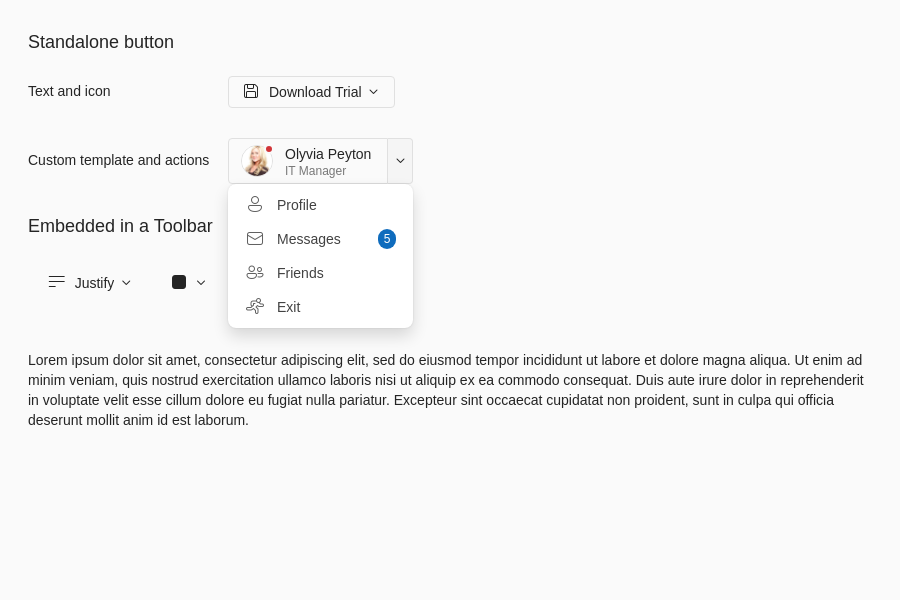 Standalone button
Text and icon
Download Trial
Custom template and actions
Olyvia Peyton
IT Manager
Profile
Messages
5
Friends
Exit
Embedded in a Toolbar
Justify
Lorem ipsum dolor sit amet, consectetur adipiscing elit, sed do eiusmod tempor incididunt ut labore et dolore magna aliqua. Ut enim ad
minim veniam, quis nostrud exercitation ullamco laboris nisi ut aliquip ex ea commodo consequat. Duis aute irure dolor in reprehenderit
in voluptate velit esse cillum dolore eu fugiat nulla pariatur. Excepteur sint occaecat cupidatat non proident, sunt in culpa qui officia
deserunt mollit anim id est laborum.